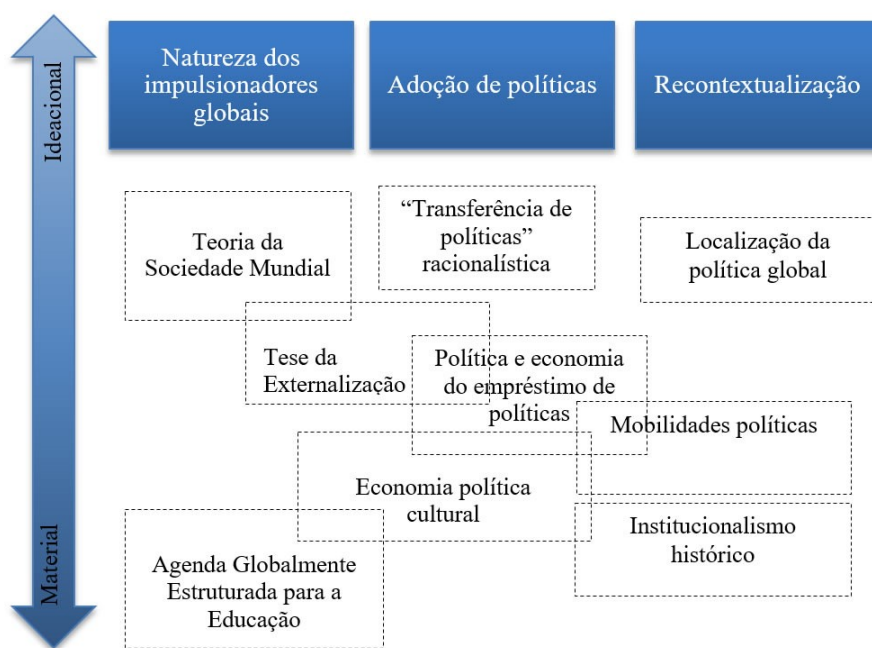 Ideacional
Material
Natureza dos
impulsionadores
globais
Adoção de políticas
Recontextualização
Teoria da
Sociedade Mundial
“Transferência de
políticas”
racionalística
Localização da
política global
Tese da
Externalização
Política e economia
do empréstimo de
políticas
Mobilidades políticas
Economia política
cultural
Institucionalismo
histórico
Agenda Globalmente
Estruturada para a
Educação